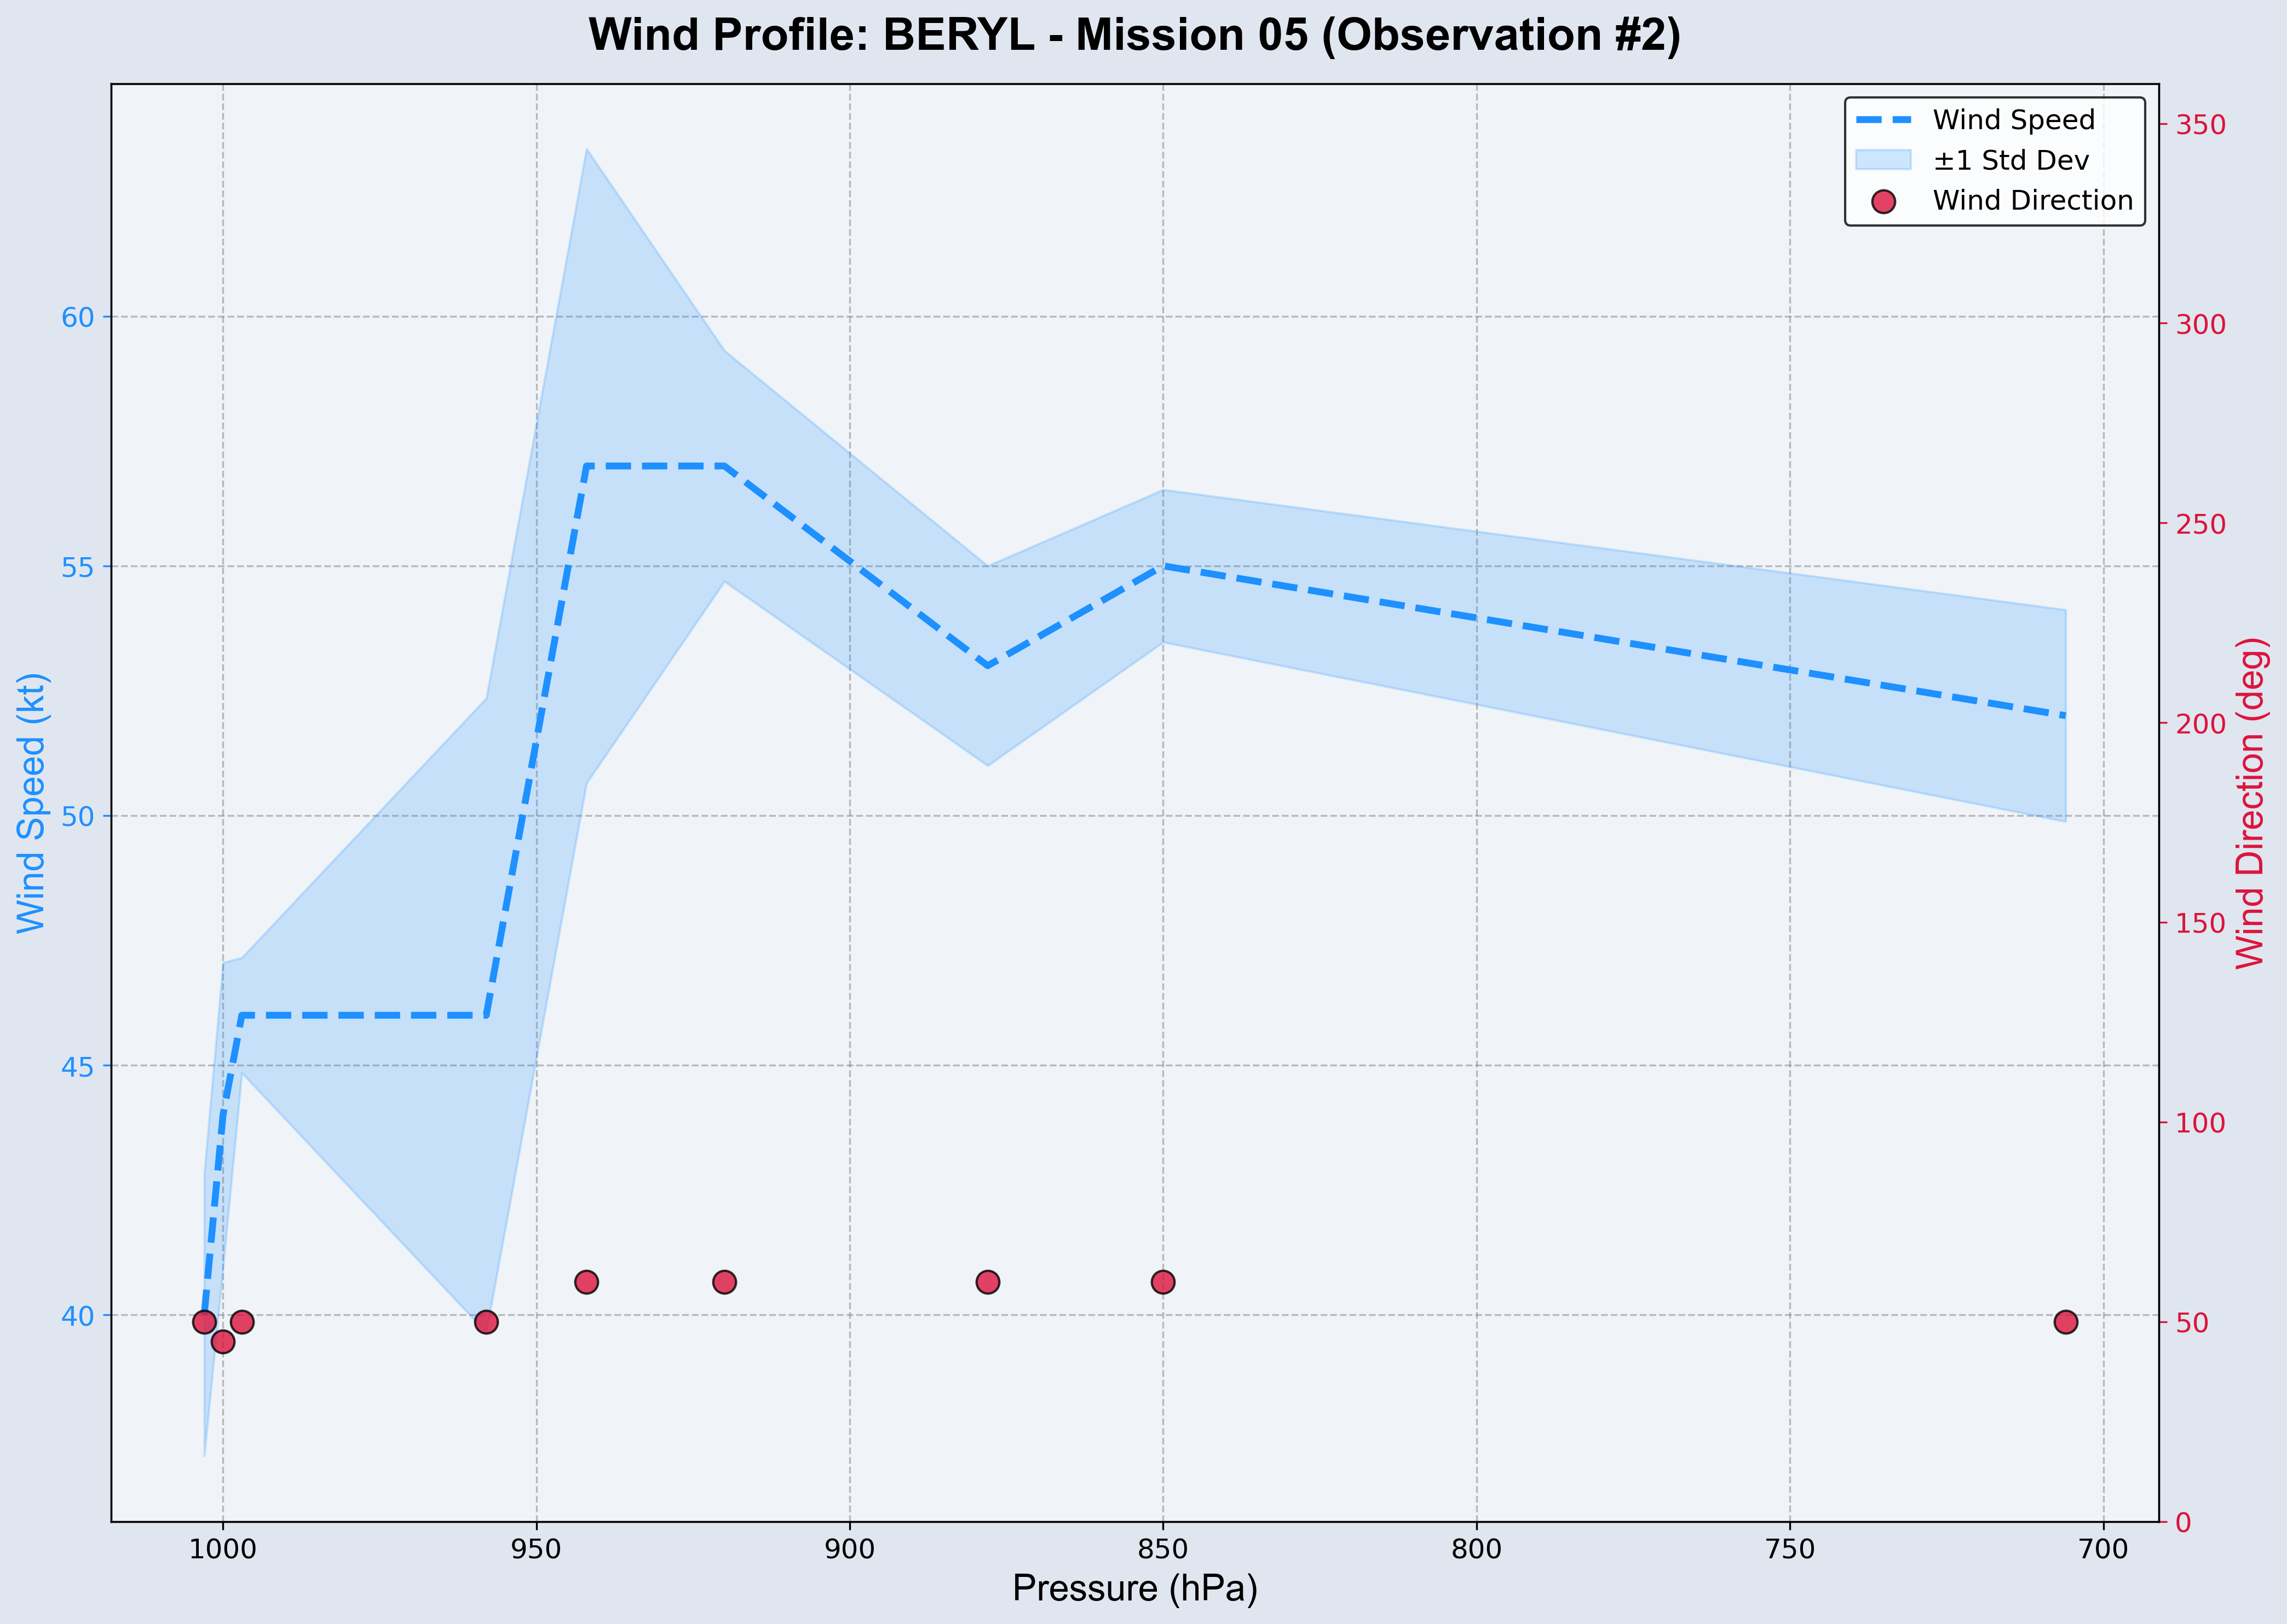 Wind Profile: BERYL - Mission 05 (Observation #2)
Wind Speed
±1 Std Dev
Wind Direction
Wind Speed (kt)
60
55
50
45
40
350
300
250
200
150
100
50
0
Wind Direction (deg)
1000
950
900
850
800
750
700
Pressure (hPa)